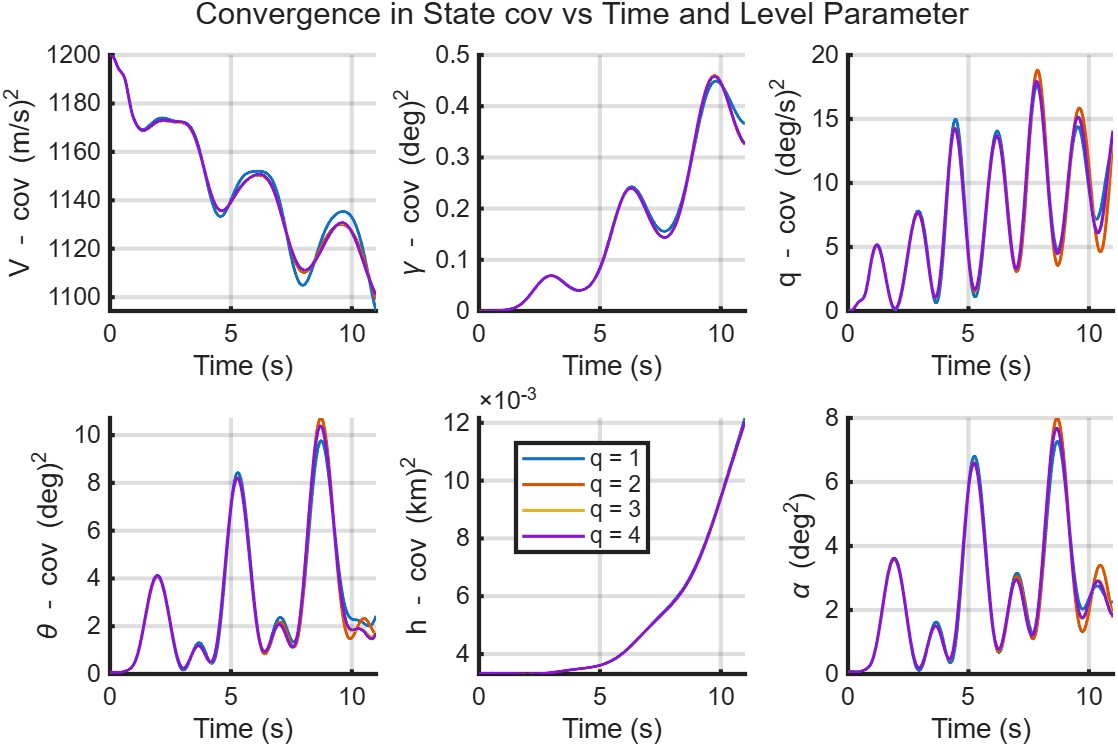 Convergence in State cov vs Time and Level Parameter
V - cov (m/s)²
1200
1180
1160
1140
1120
1100
0 5 10
Time (s)
γ - cov (deg)²
0.5
0.4
0.3
0.2
0.1
0
0 5 10
Time (s)
q - cov (deg/s)²
20
15
10
5
0
0 5 10
Time (s)
θ - cov (deg)²
10
8
6
4
2
0
0 5 10
Time (s)
h - cov (km)²
×10⁻³
12
10
8
6
4
q = 1
q = 2
q = 3
q = 4
0 5 10
Time (s)
α (deg²)
8
6
4
2
0
0 5 10
Time (s)